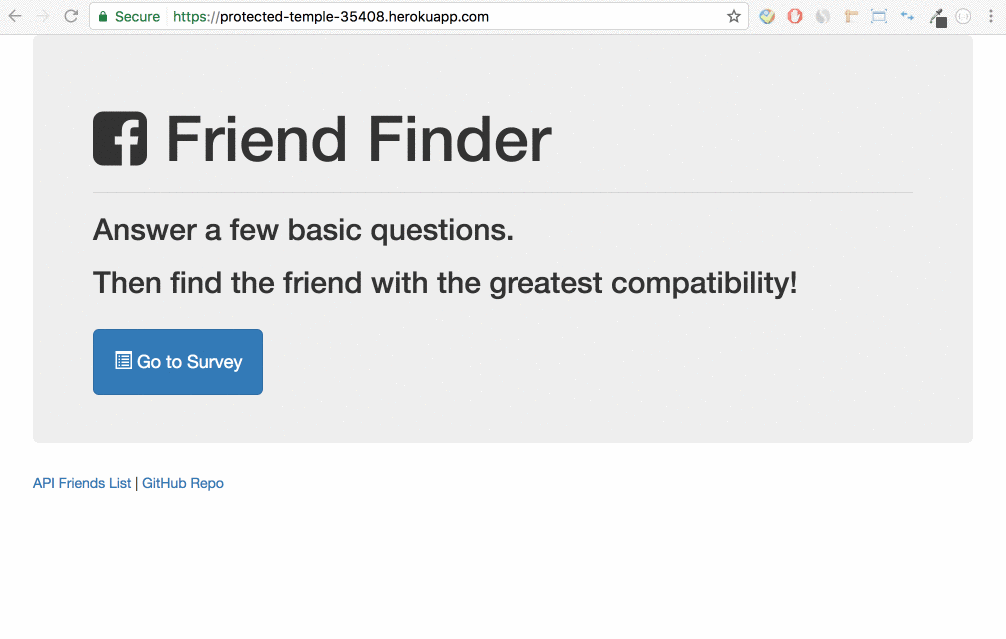 Secure https://protected-temple-35408.herokuapp.com
Friend Finder
Answer a few basic questions.
Then find the friend with the greatest compatibility!
Go to Survey
API Friends List | GitHub Repo